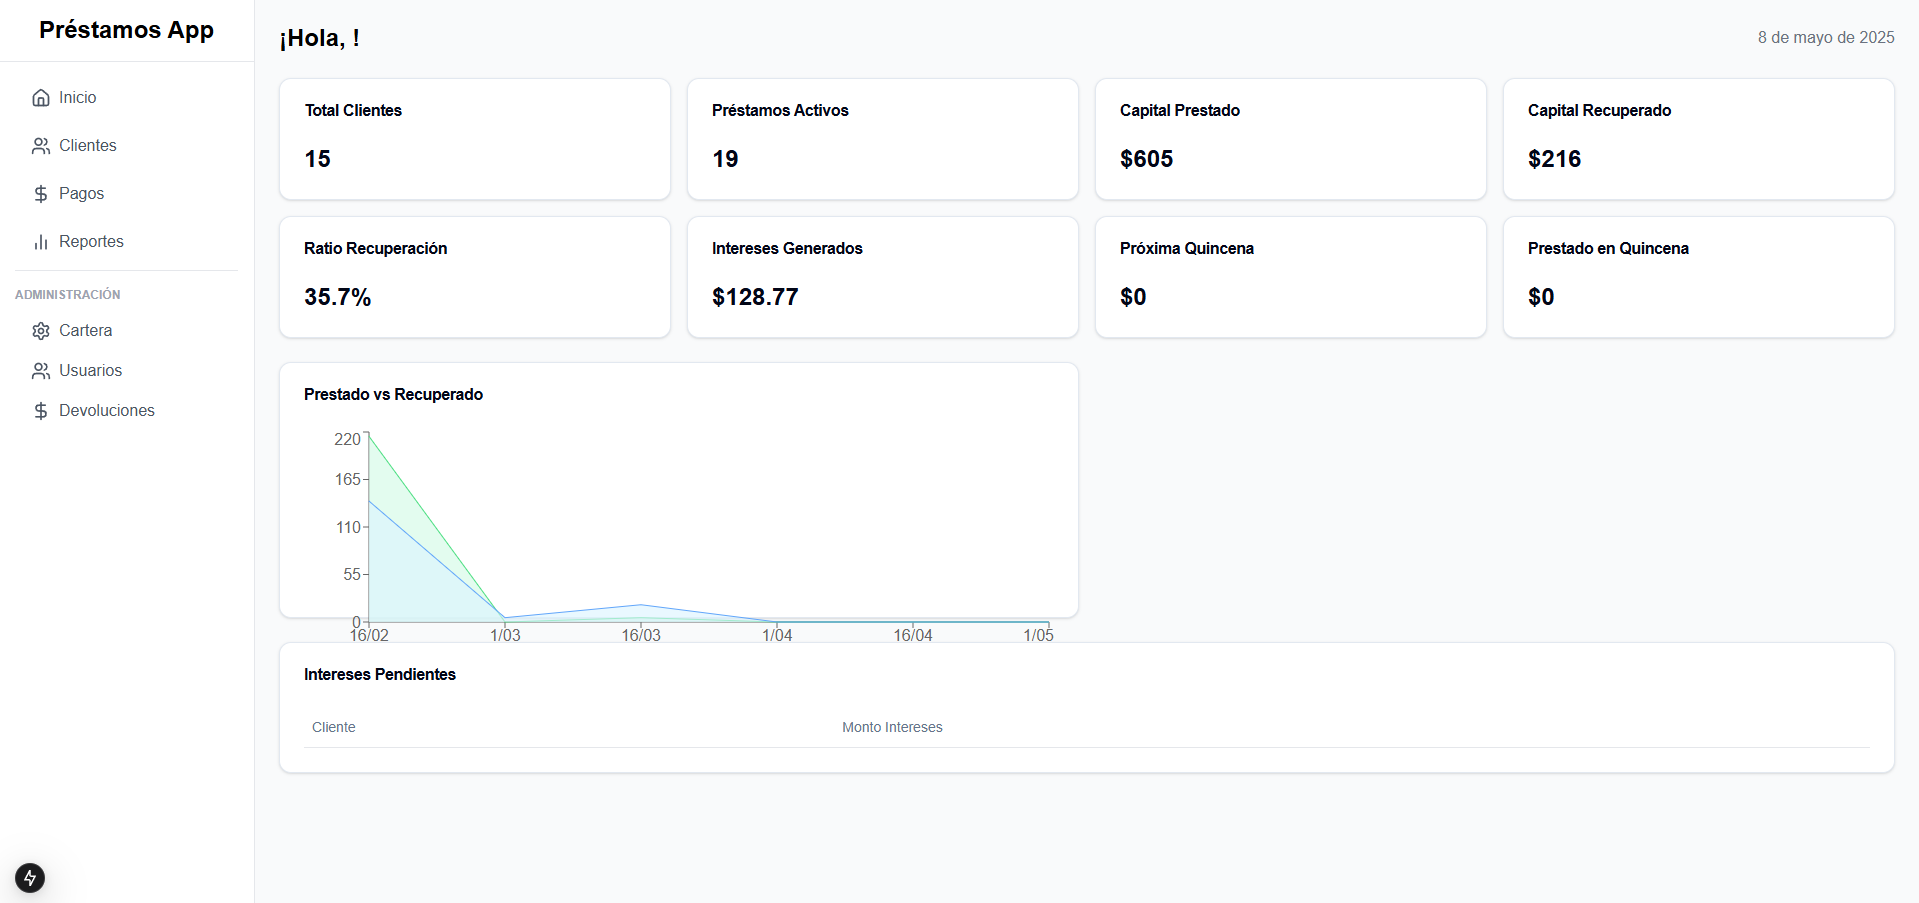 Préstamos App
Inicio
Clientes
Pagos
Reportes
ADMINISTRACIÓN
Cartera
Usuarios
Devoluciones
¡Hola, !
8 de mayo de 2025
Total Clientes
15
Préstamos Activos
19
Capital Prestado
$605
Capital Recuperado
$216
Ratio Recuperación
35.7%
Intereses Generados
$128.77
Próxima Quincena
$0
Prestado en Quincena
$0
Prestado vs Recuperado
220
165
110
55
0
16/02 1/03 16/03 1/04 16/04 1/05
Intereses Pendientes
Cliente Monto Intereses